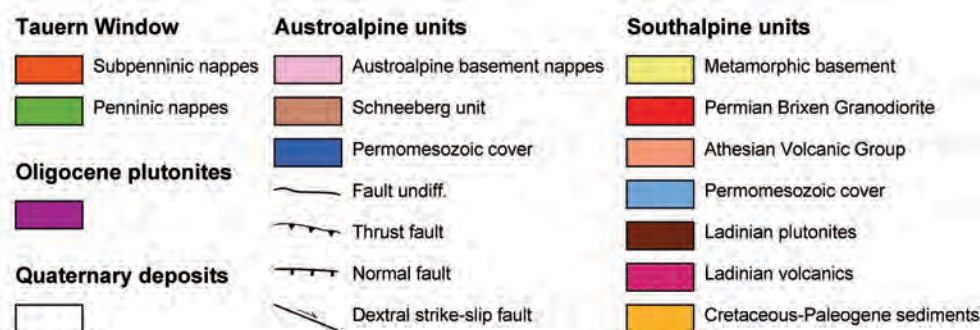 Tauern Window
Subpenninic nappes
Penninic nappes
Oligocene plutonites
Quaternary deposits
Austroalpine units
Austroalpine basement nappes
Schneeberg unit
Permomesozoic cover
Fault undiff.
Thrust fault
Normal fault
Dextral strike-slip fault
Southalpine units
Metamorphic basement
Permian Brixen Granodiorite
Athesian Volcanic Group
Permomesozoic cover
Ladinian plutonites
Ladinian volcanics
Cretaceous-Paleogene sediments